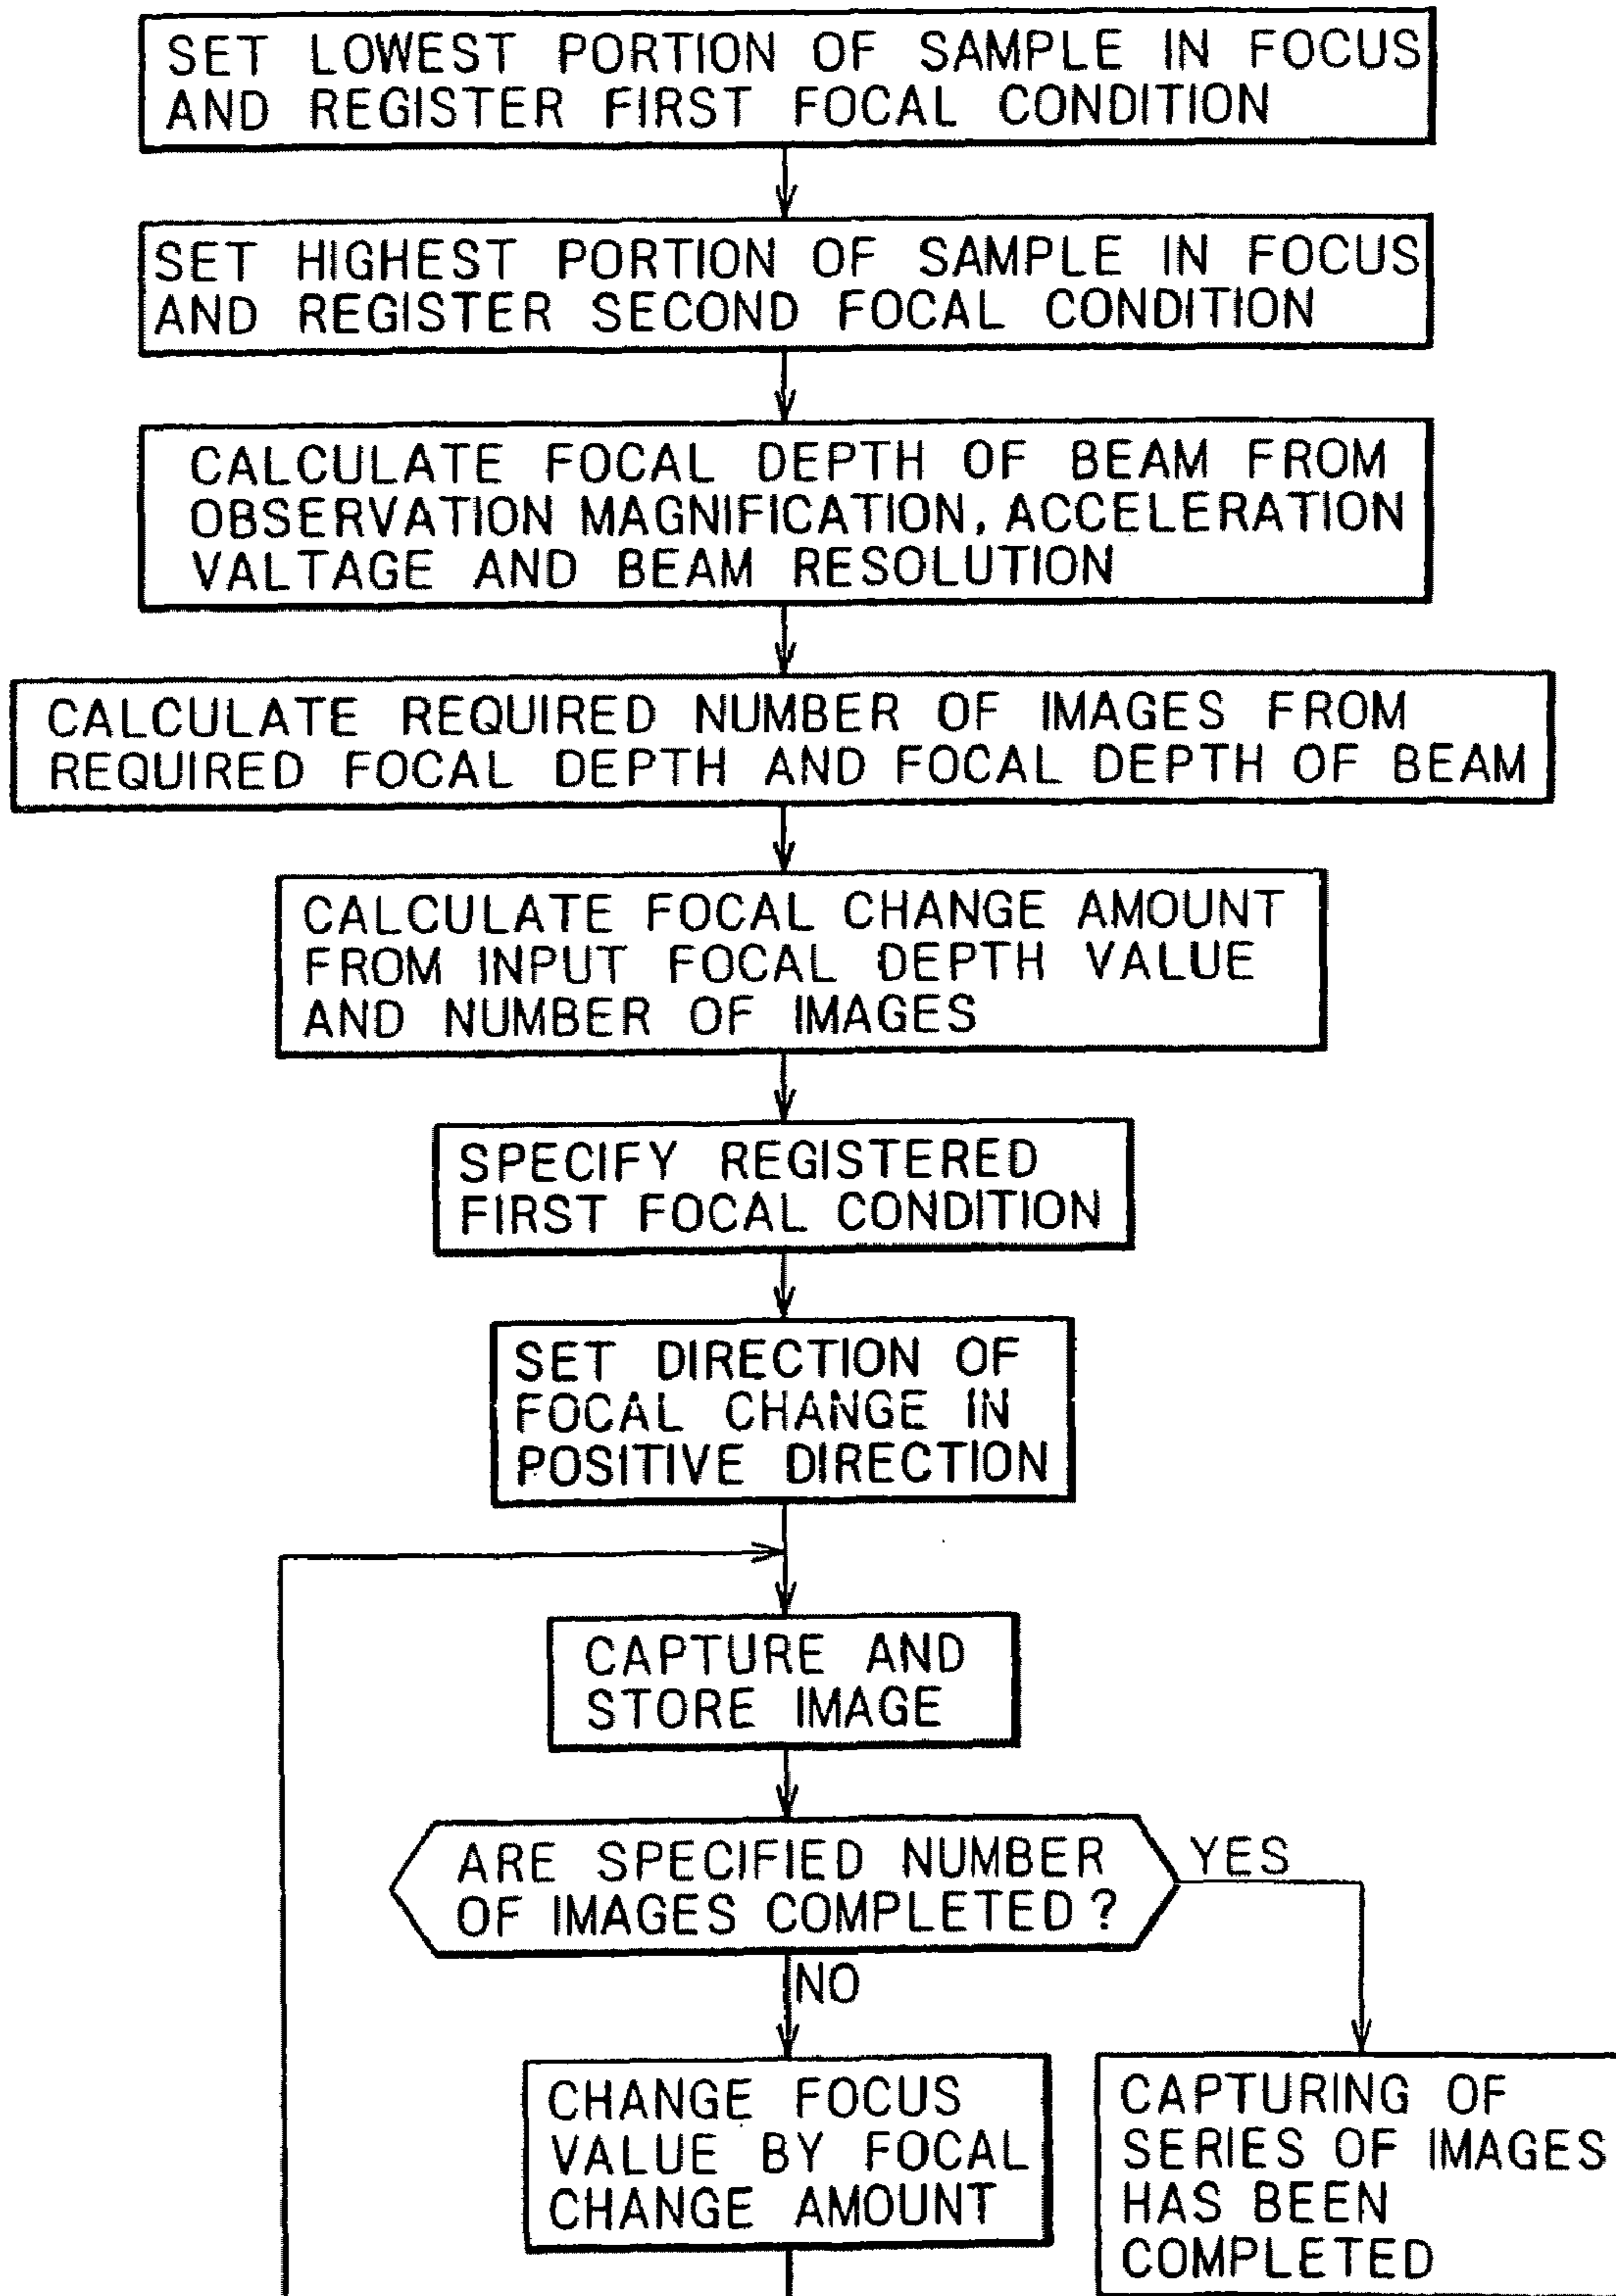 SET LOWEST PORTION OF SAMPLE IN FOCUS
AND REGISTER FIRST FOCAL CONDITION
SET HIGHEST PORTION OF SAMPLE IN FOCUS
AND REGISTER SECOND FOCAL CONDITION
CALCULATE FOCAL DEPTH OF BEAM FROM
OBSERVATION MAGNIFICATION, ACCELERATION
VALTAGE AND BEAM RESOLUTION
CALCULATE REQUIRED NUMBER OF IMAGES FROM
REQUIRED FOCAL DEPTH AND FOCAL DEPTH OF BEAM
CALCULATE FOCAL CHANGE AMOUNT
FROM INPUT FOCAL DEPTH VALUE
AND NUMBER OF IMAGES
SPECIFY REGISTERED
FIRST FOCAL CONDITION
SET DIRECTION OF
FOCAL CHANGE IN
POSITIVE DIRECTION
CAPTURE AND
STORE IMAGE
ARE SPECIFIED NUMBER
OF IMAGES COMPLETED?
YES
NO
CHANGE FOCUS
VALUE BY FOCAL
CHANGE AMOUNT
CAPTURING OF
SERIES OF IMAGES
HAS BEEN
COMPLETED